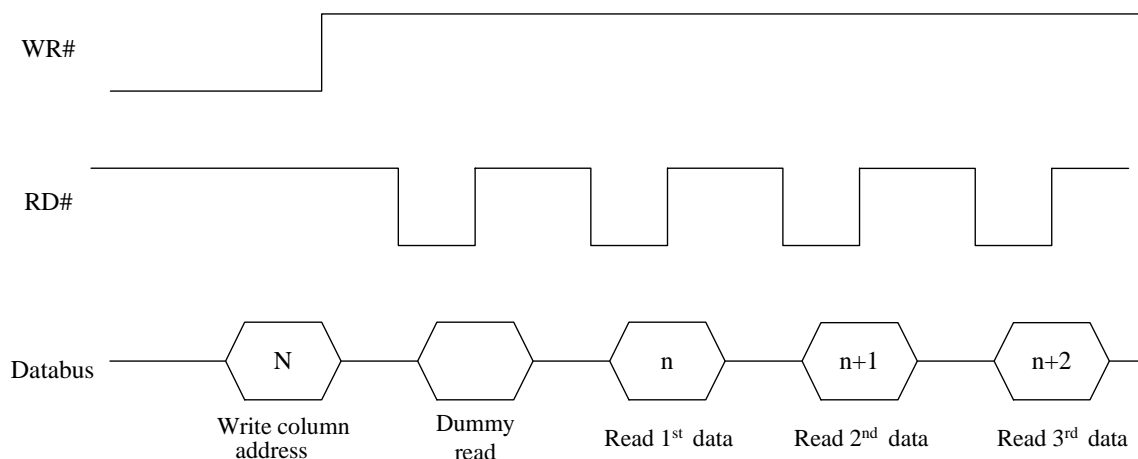 WR#
RD#
Databus
N
n
n+1
n+2
Write column
address
Dummy
read
Read 1st data
Read 2nd data
Read 3rd data